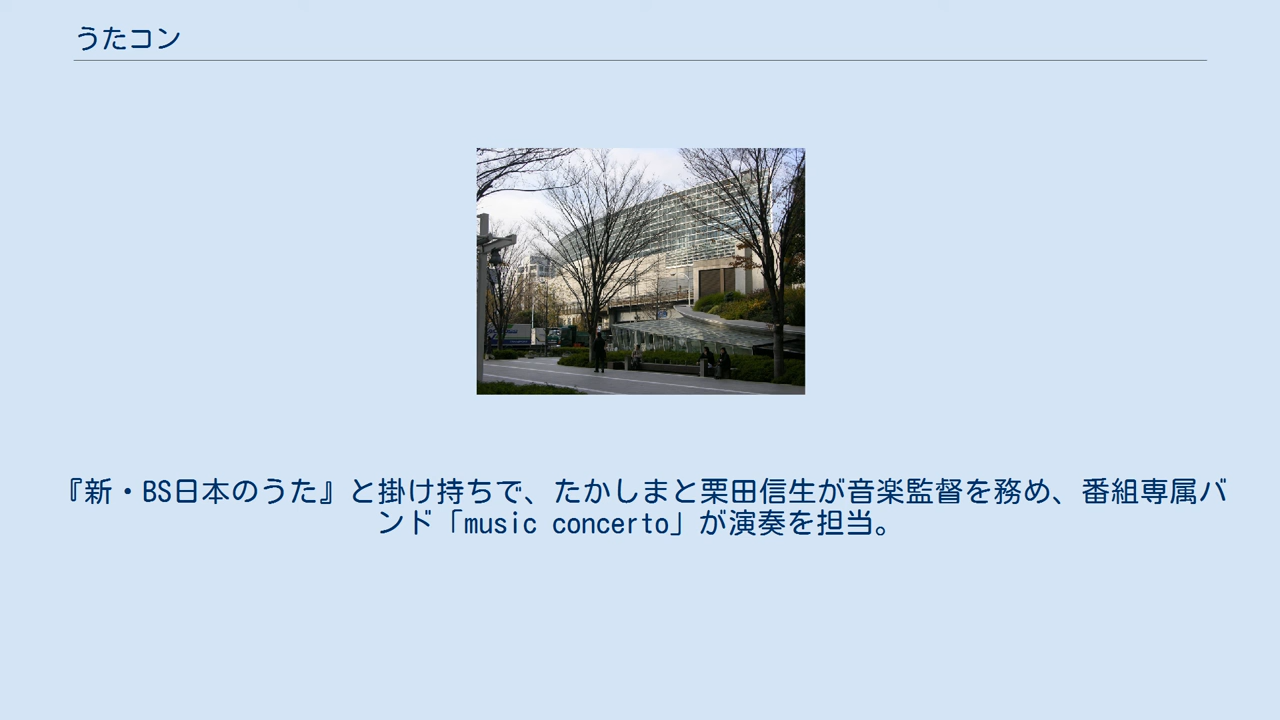 うたコン
『新・BS日本のうた』と掛け持ちで、たかしまと栗田信生が音楽監督を務め、番組専属バ
ンド「music concerto」が演奏を担当。